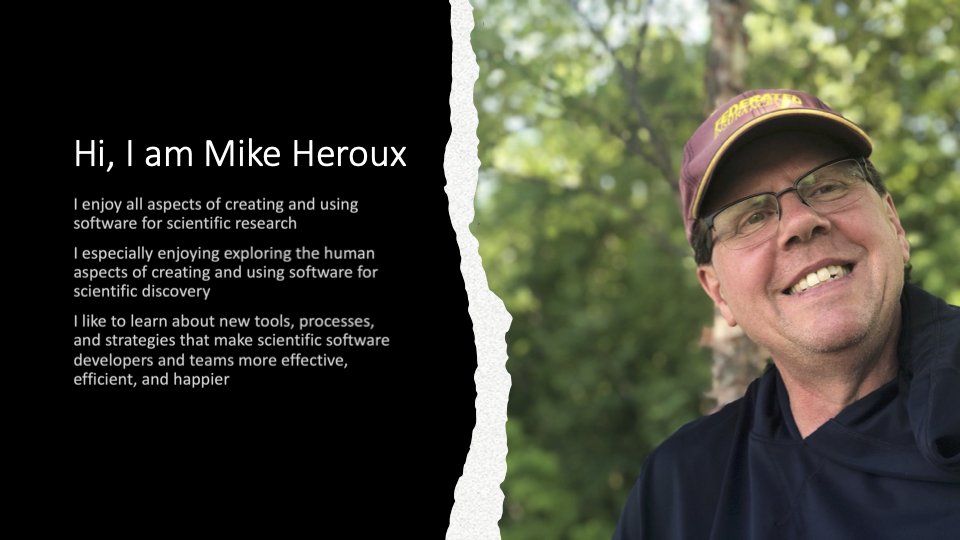 Hi, I am Mike Heroux
I enjoy all aspects of creating and using
software for scientific research
I especially enjoying exploring the human
aspects of creating and using software for
scientific discovery
I like to learn about new tools, processes,
and strategies that make scientific software
developers and teams more effective,
efficient, and happier
FEDERATED